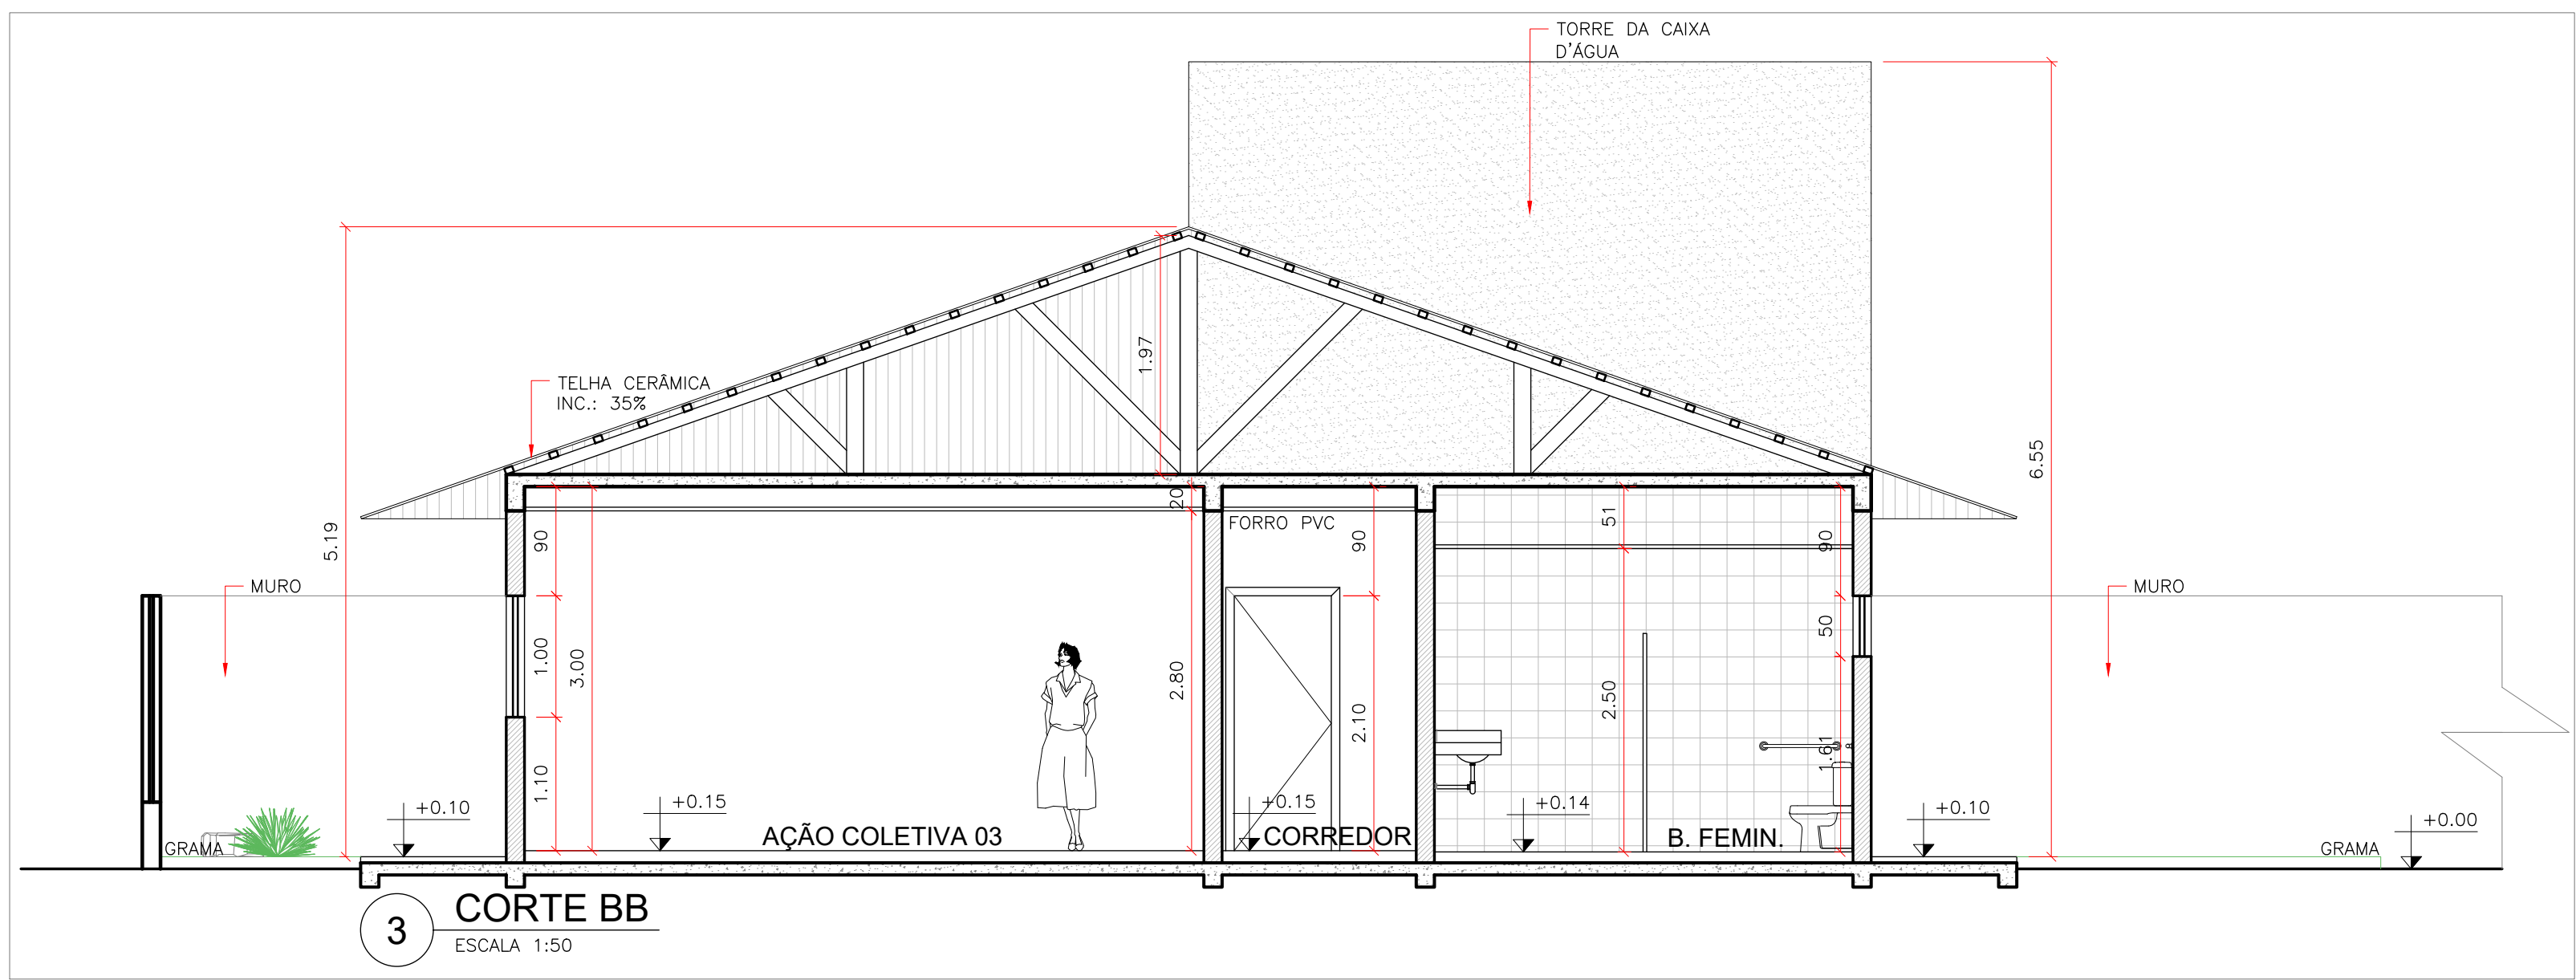 TORRE DA CAIXA
D'ÁGUA
1.97
TELHA CERÂMICA
INC.: 35%
6.55
5.19
20
FORRO PVC
51
90
90
90
MURO
MURO
1.00
3.00
2.80
2.10
2.50
50
1.61
1.10
+0.10
+0.15
+0.15
+0.14
+0.10
+0.00
GRAMA
AÇÃO COLETIVA 03
CORREDOR
B. FEMIN.
GRAMA
3
CORTE BB
ESCALA 1:50